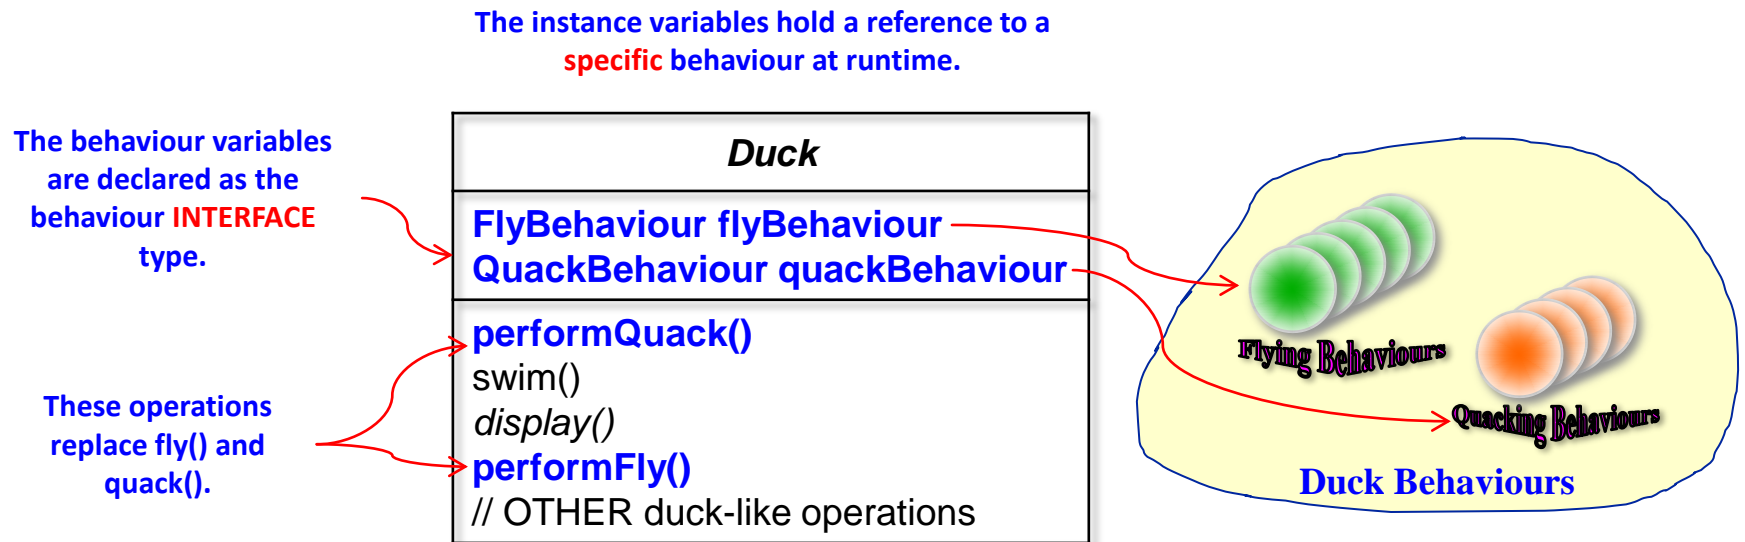 The instance variables hold a reference to a
specific behaviour at runtime.
The behaviour variables
are declared as the
behaviour INTERFACE
type.
Duck
FlyBehaviour flyBehaviour
QuackBehaviour quackBehaviour
performQuack()
swim()
display()
performFly()
// OTHER duck-like operations
These operations
replace fly() and
quack().
Flying Behaviours
Quacking Behaviours
Duck Behaviours